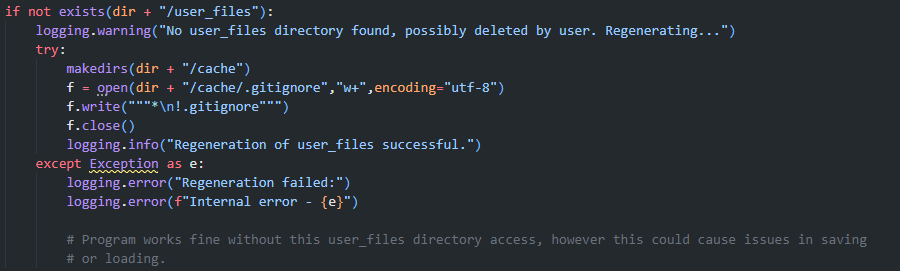 if not exists(dir + "/user_files"):
    logging.warning("No user_files directory found, possibly deleted by user. Regenerating...")
    try:
        makedirs(dir + "/cache")
        f = open(dir + "/cache/.gitignore","w+",encoding="utf-8")
        f.write("""*\n!.gitignore""")
        f.close()
        logging.info("Regeneration of user_files successful.")
    except Exception as e:
        logging.error("Regeneration failed:")
        logging.error(f"Internal error - {e}")

        # Program works fine without this user_files directory access, however this could cause issues in saving
        # or loading.